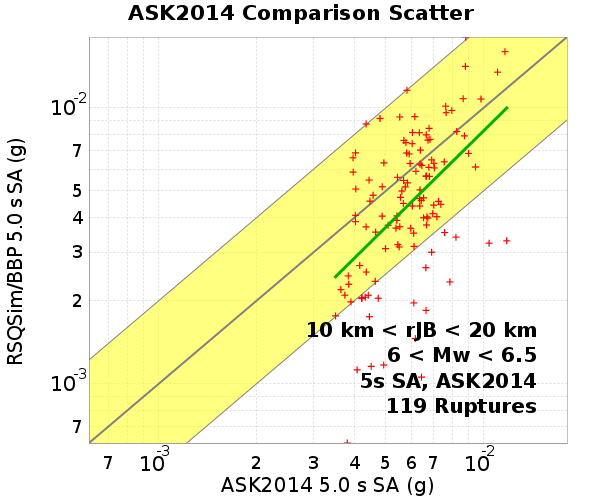 ASK2014 Comparison Scatter
RSQSim/BBP 5.0 s SA (g)
10-2
7
5
4
3
2
10-3
7
10 km < rJB < 20 km
6 < Mw < 6.5
5s SA, ASK2014
119 Ruptures
7 10-3 2 3 4 5 6 7 10-2
ASK2014 5.0 s SA (g)